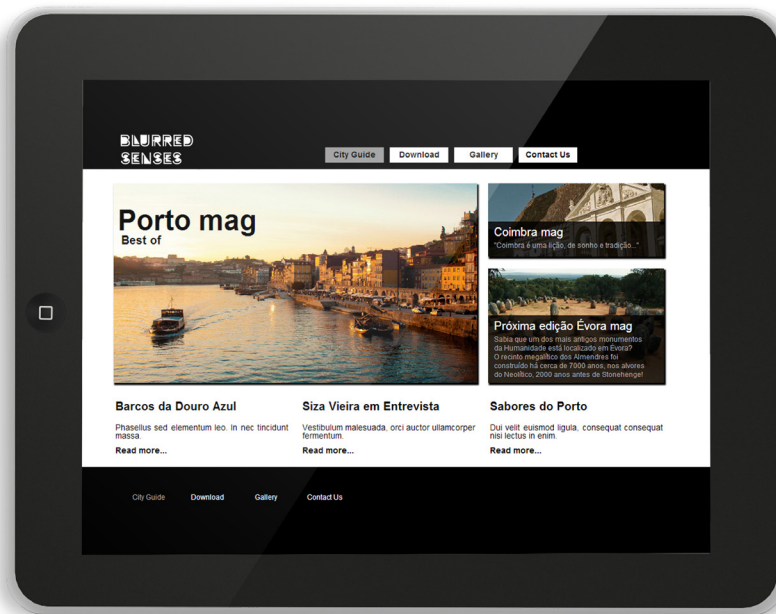 BLURRED
SENSES
City Guide
Download
Gallery
Contact Us
Porto mag
Best of
Coimbra mag
"Coimbra é uma lição, de sonho e tradição..."
Próxima edição Évora mag
Sabia que um dos mais antigos monumentos
da Humanidade está localizado em Évora?
O recinto megalítico dos Almendres foi
construído há cerca de 7000 anos, nos alvores
do Neolítico, 2000 anos antes de Stonehenge!
Barcos da Douro Azul
Phasellus sed elementum leo. In nec tincidunt
massa.
Read more...
Siza Vieira em Entrevista
Vestibulum malesuada, orci auctor ullamcorper
fermentum.
Read more...
Sabores do Porto
Dui velit euismod ligula, consequat consequat
nisi lectus in enim.
Read more...
City Guide
Download
Gallery
Contact Us